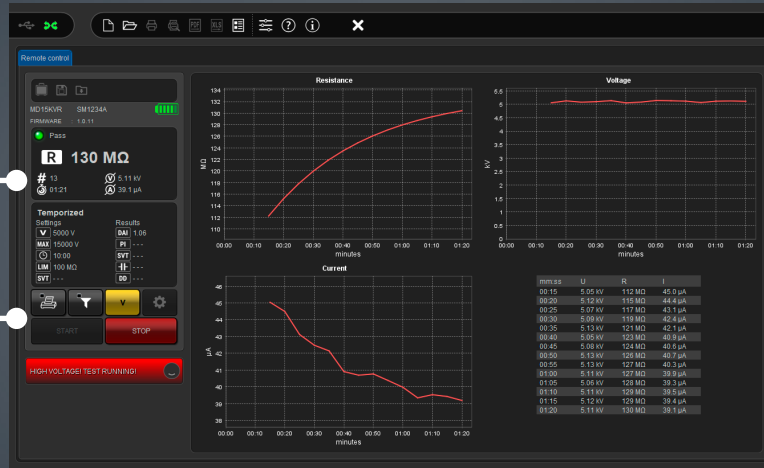 PDF XLS
Remote control
MD15KVR SM1234A
FIRMWARE : 1.0.11
Pass
R 130 MΩ
# 13 V 5.11 kV
01:21 A 39.1 µA
Temporized
Settings Results
V 5000 V DAI 1.06
MAX 15000 V PI ---
10:00 SVT ---
LIM 100 MΩ ---
SVT --- DD ---
V
START STOP
HIGH VOLTAGE! TEST RUNNING!
Resistance
134
132
130
128
126
124
122
120
118
116
114
112
110
MΩ
00:00 00:10 00:20 00:30 00:40 00:50 01:00 01:10 01:20
minutes
Voltage
5.5
5
4.5
4
3.5
3
2.5
2
1.5
1
0.5
0
kV
00:00 00:10 00:20 00:30 00:40 00:50 01:00 01:10 01:20
minutes
Current
46
45
44
43
42
41
40
39
38
µA
00:00 00:10 00:20 00:30 00:40 00:50 01:00 01:10 01:20
minutes
mm:ss U R I
00:15 5.05 kV 112 MΩ 45.0 µA
00:20 5.12 kV 115 MΩ 44.4 µA
00:25 5.07 kV 117 MΩ 43.1 µA
00:30 5.09 kV 119 MΩ 42.4 µA
00:35 5.13 kV 121 MΩ 42.1 µA
00:40 5.05 kV 123 MΩ 40.9 µA
00:45 5.08 kV 124 MΩ 40.6 µA
00:50 5.13 kV 126 MΩ 40.7 µA
00:55 5.13 kV 127 MΩ 40.3 µA
01:00 5.11 kV 127 MΩ 39.9 µA
01:05 5.06 kV 128 MΩ 39.3 µA
01:10 5.11 kV 129 MΩ 39.5 µA
01:15 5.12 kV 129 MΩ 39.4 µA
01:20 5.11 kV 130 MΩ 39.1 µA